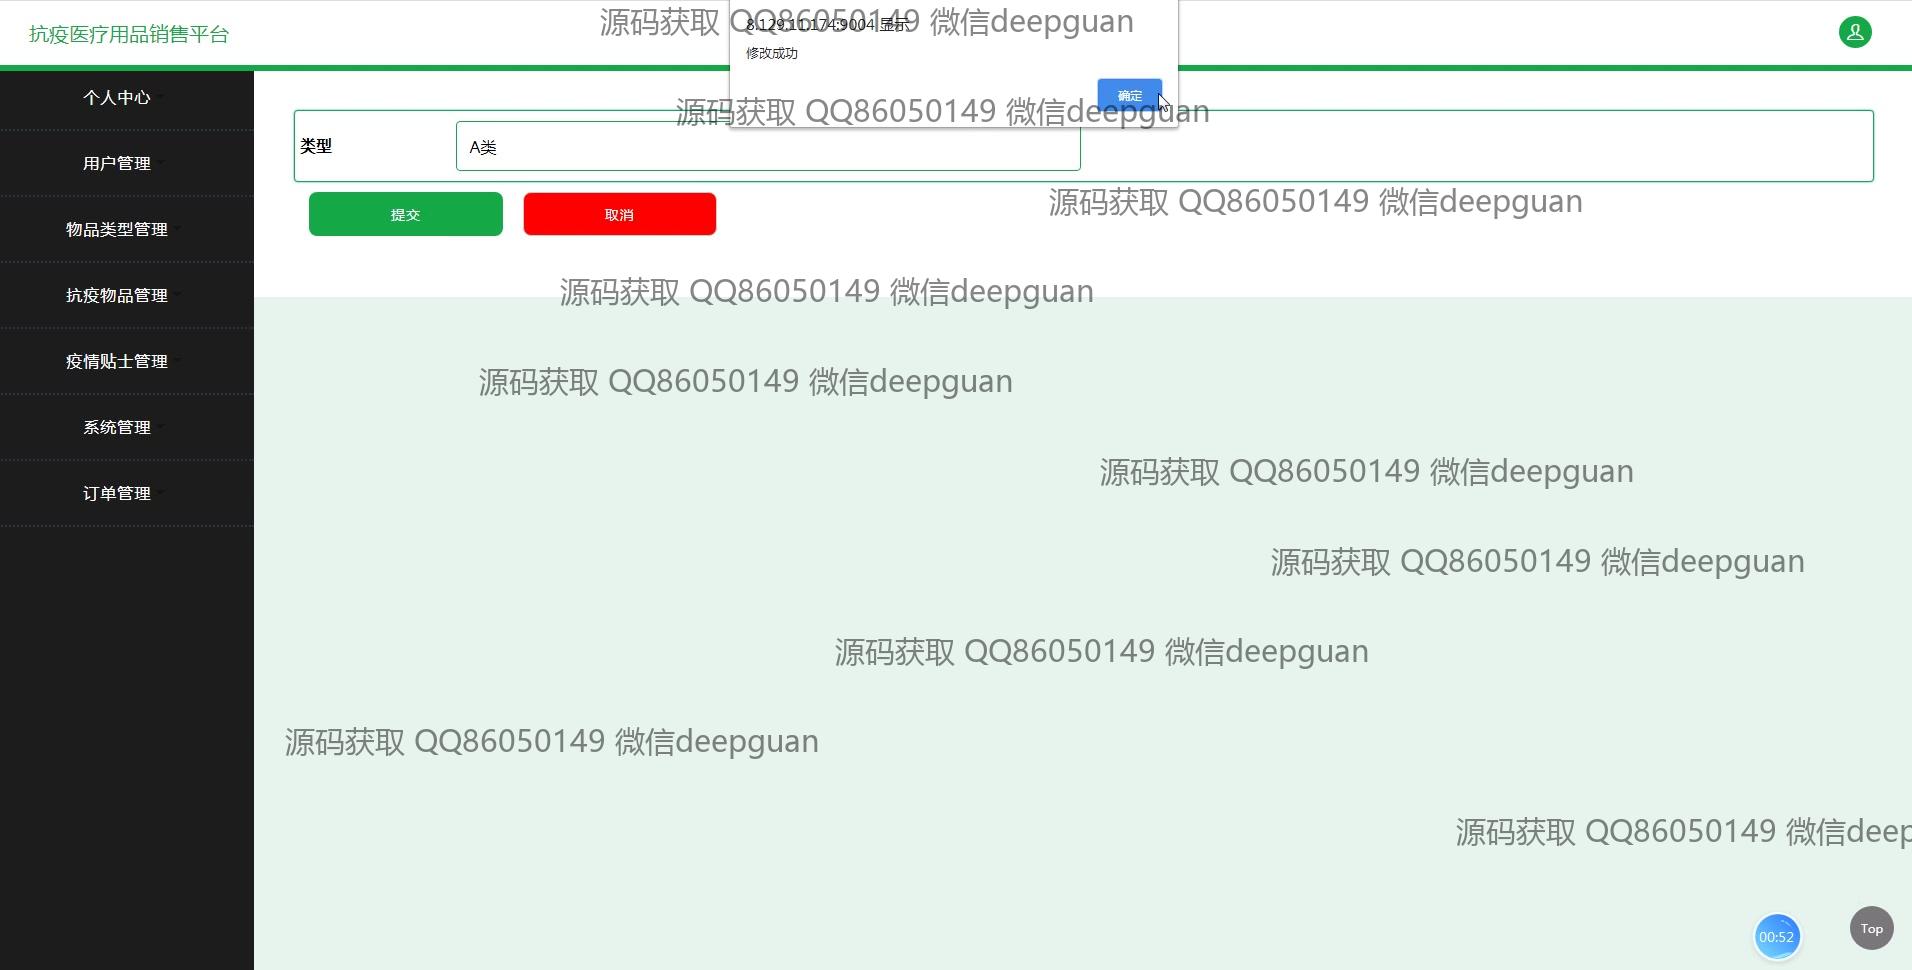 抗疫医疗用品销售平台
源码获取 QQ86050149 微信deepguan
8.129.11.174:9004 显示
修改成功
确定
源码获取 QQ86050149 微信deepguan
个人中心
用户管理
物品类型管理
抗疫物品管理
疫情贴士管理
系统管理
订单管理
类型
A类
提交
取消
源码获取 QQ86050149 微信deepguan
源码获取 QQ86050149 微信deepguan
源码获取 QQ86050149 微信deepguan
源码获取 QQ86050149 微信deepguan
源码获取 QQ86050149 微信deepguan
源码获取 QQ86050149 微信deepguan
源码获取 QQ86050149 微信deepguan
源码获取 QQ86050149 微信deep
00:52
Top